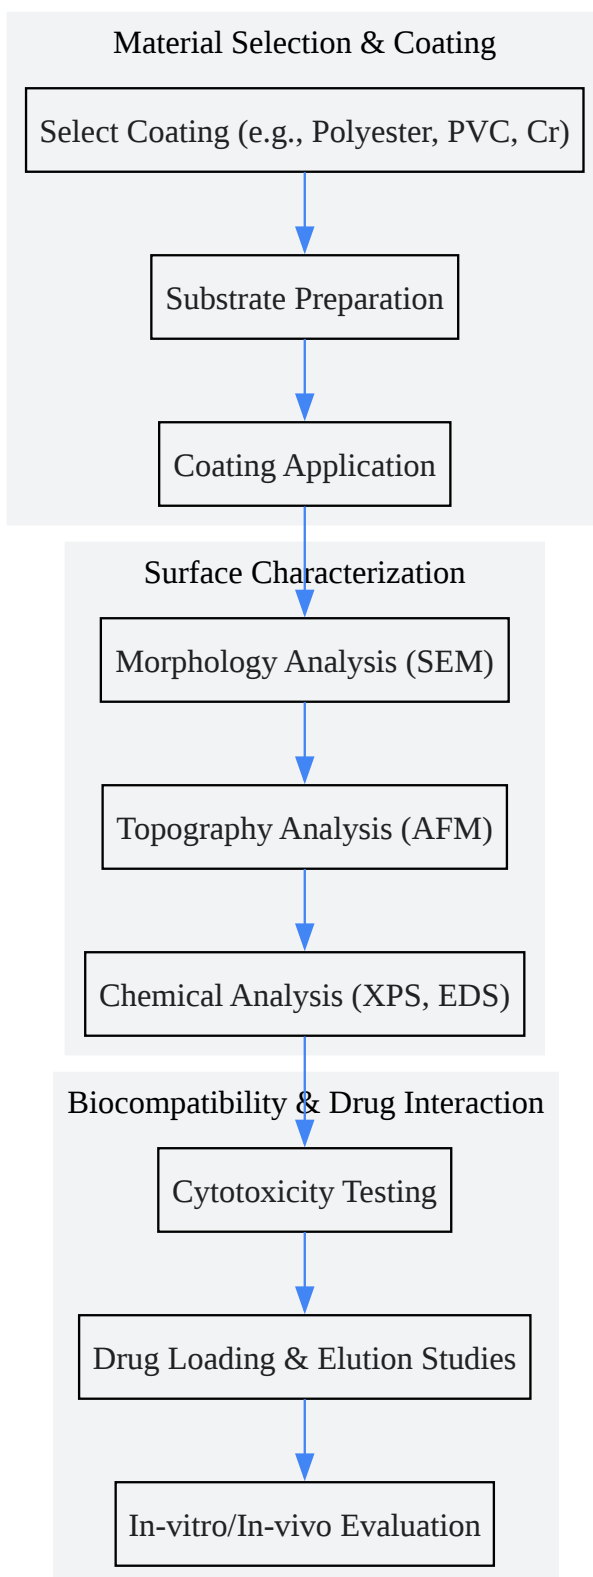 Material Selection & Coating
Select Coating (e.g., Polyester, PVC, Cr)
Substrate Preparation
Coating Application
Surface Characterization
Morphology Analysis (SEM)
Topography Analysis (AFM)
Chemical Analysis (XPS, EDS)
Biocompatibility & Drug Interaction
Cytotoxicity Testing
Drug Loading & Elution Studies
In-vitro/In-vivo Evaluation